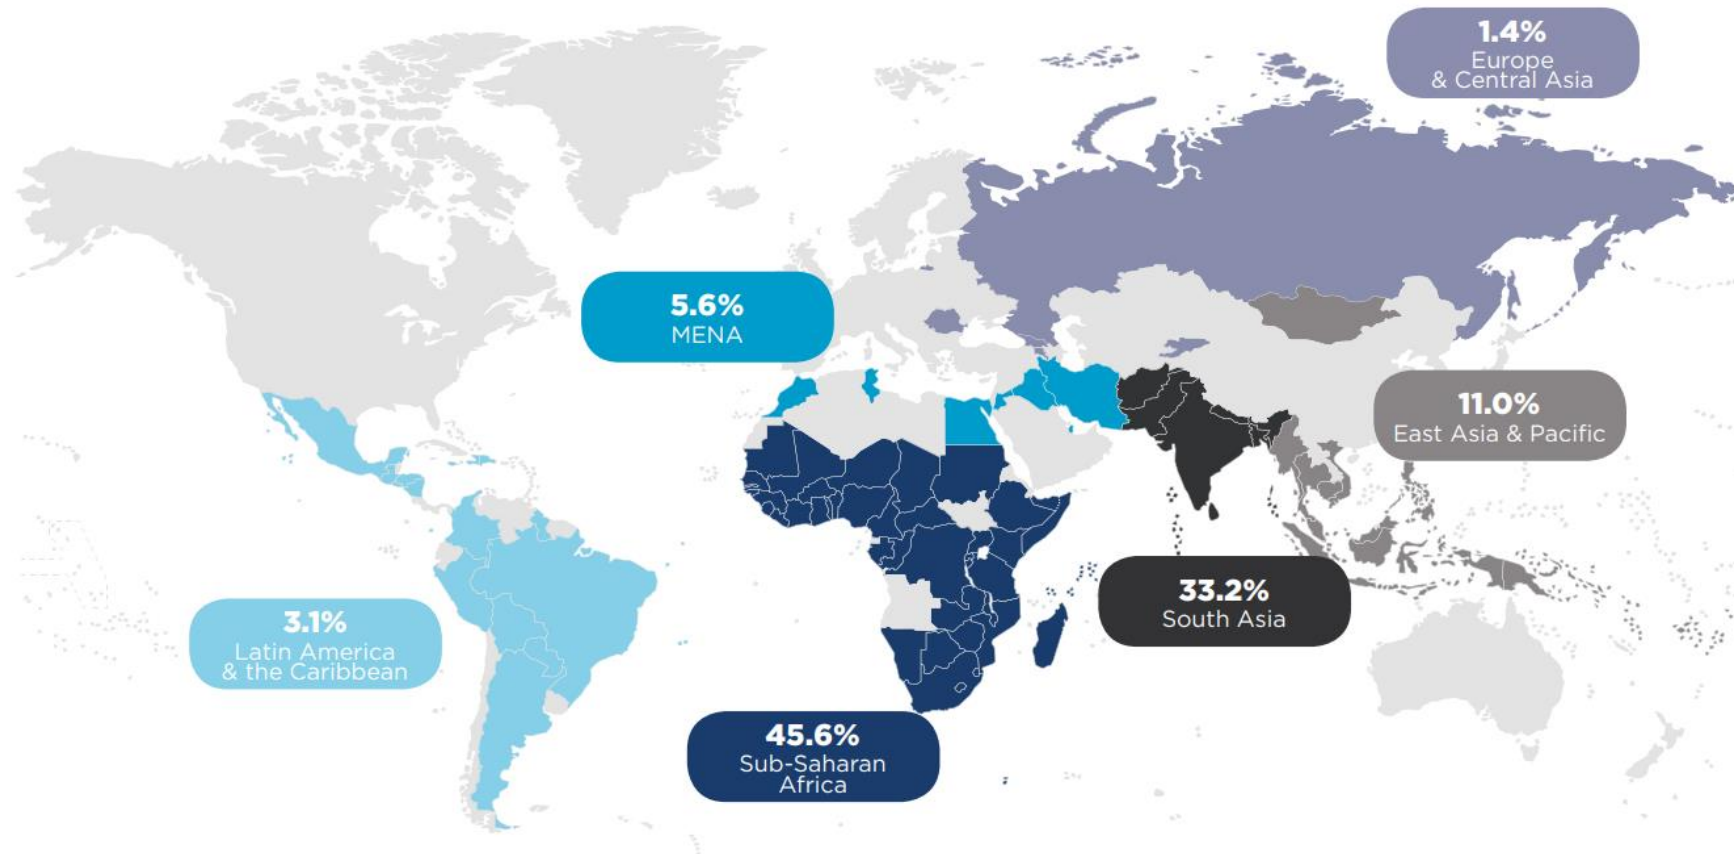 1.4%
Europe
& Central Asia
5.6%
MENA
11.0%
East Asia & Pacific
33.2%
South Asia
3.1%
Latin America
& the Caribbean
45.6%
Sub-Saharan
Africa